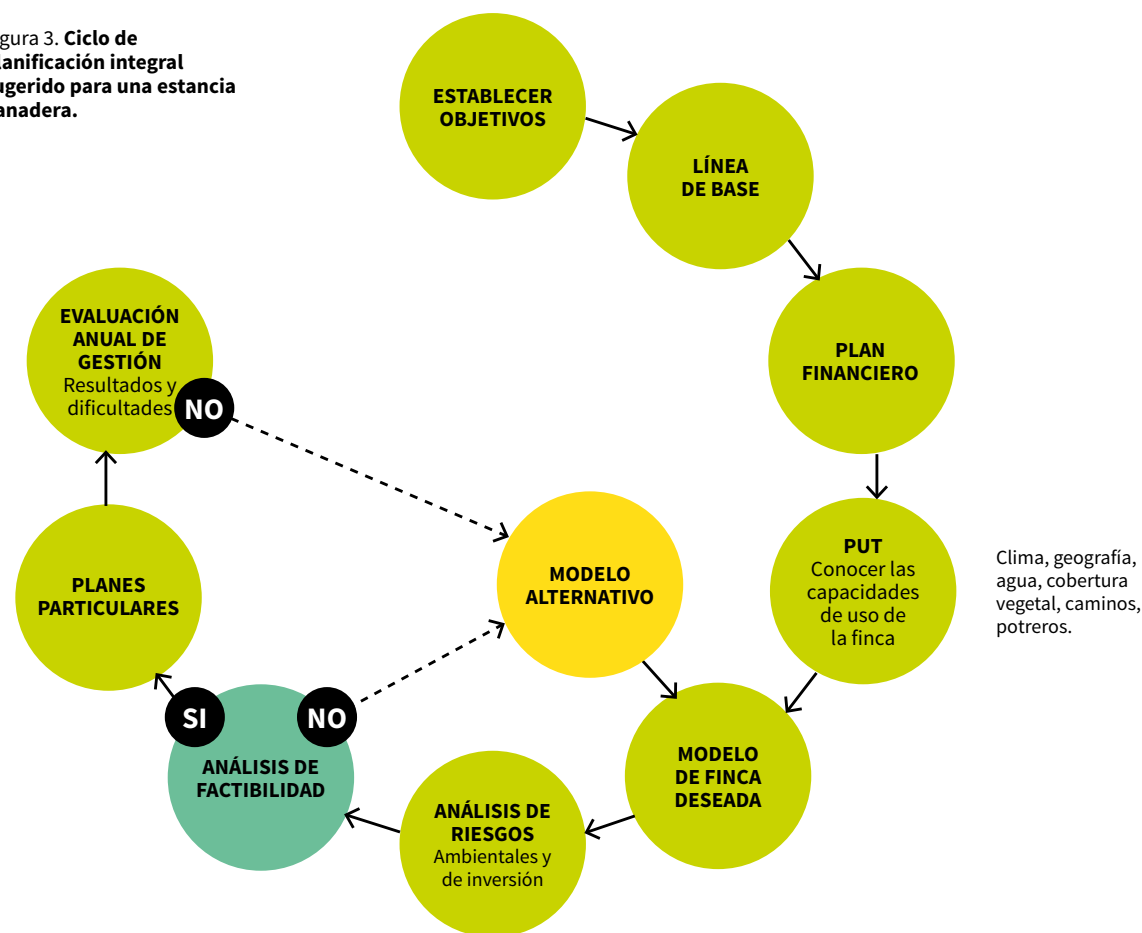 gura 3. Ciclo de
lanificación integral
ugerido para una estancia
anadera.
ESTABLECER
OBJETIVOS
LÍNEA
DE BASE
PLAN
FINANCIERO
PUT
Conocer las
capacidades
de uso de
la finca
Clima, geografía,
agua, cobertura
vegetal, caminos,
potreros.
MODELO
DE FINCA
DESEADA
ANÁLISIS DE
RIESGOS
Ambientales y
de inversión
ANÁLISIS DE
FACTIBILIDAD
SI
NO
PLANES
PARTICULARES
EVALUACIÓN
ANUAL DE
GESTIÓN
Resultados y
dificultades
NO
MODELO
ALTERNATIVO